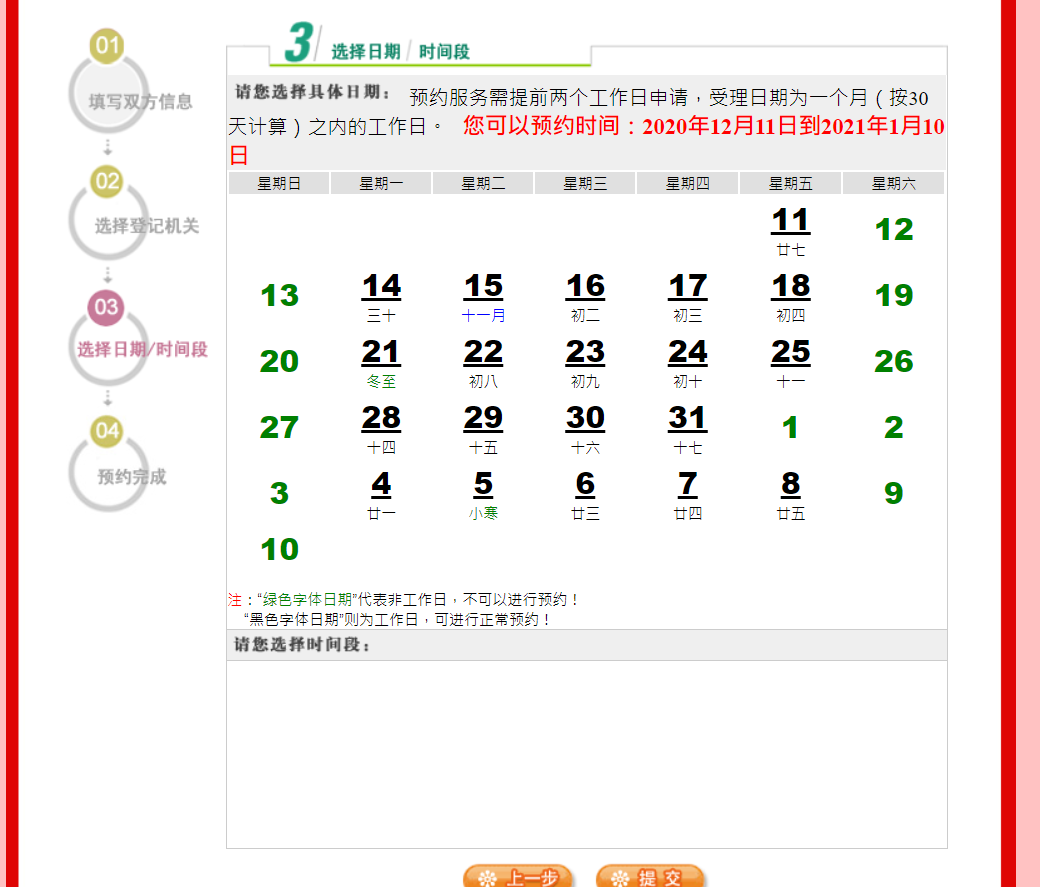 01
填写双方信息
02
选择登记机关
03
选择日期/时间段
04
预约完成
3 选择日期 / 时间段
请您选择具体日期： 预约服务需提前两个工作日申请，受理日期为一个月（按30
天计算）之内的工作日。 您可以预约时间：2020年12月11日到2021年1月10
日
星期日 星期一 星期二 星期三 星期四 星期五 星期六
11 12
廿七
13 14 15 16 17 18 19
三十 十一月 初二 初三 初四
20 21 22 23 24 25 26
冬至 初八 初九 初十 十一
27 28 29 30 31 1 2
十四 十五 十六 十七
3 4 5 6 7 8 9
廿一 小寒 廿三 廿四 廿五
10
注：“绿色字体日期”代表非工作日，不可以进行预约！
“黑色字体日期”则为工作日，可进行正常预约！
请您选择时间段：
上一步 提 交